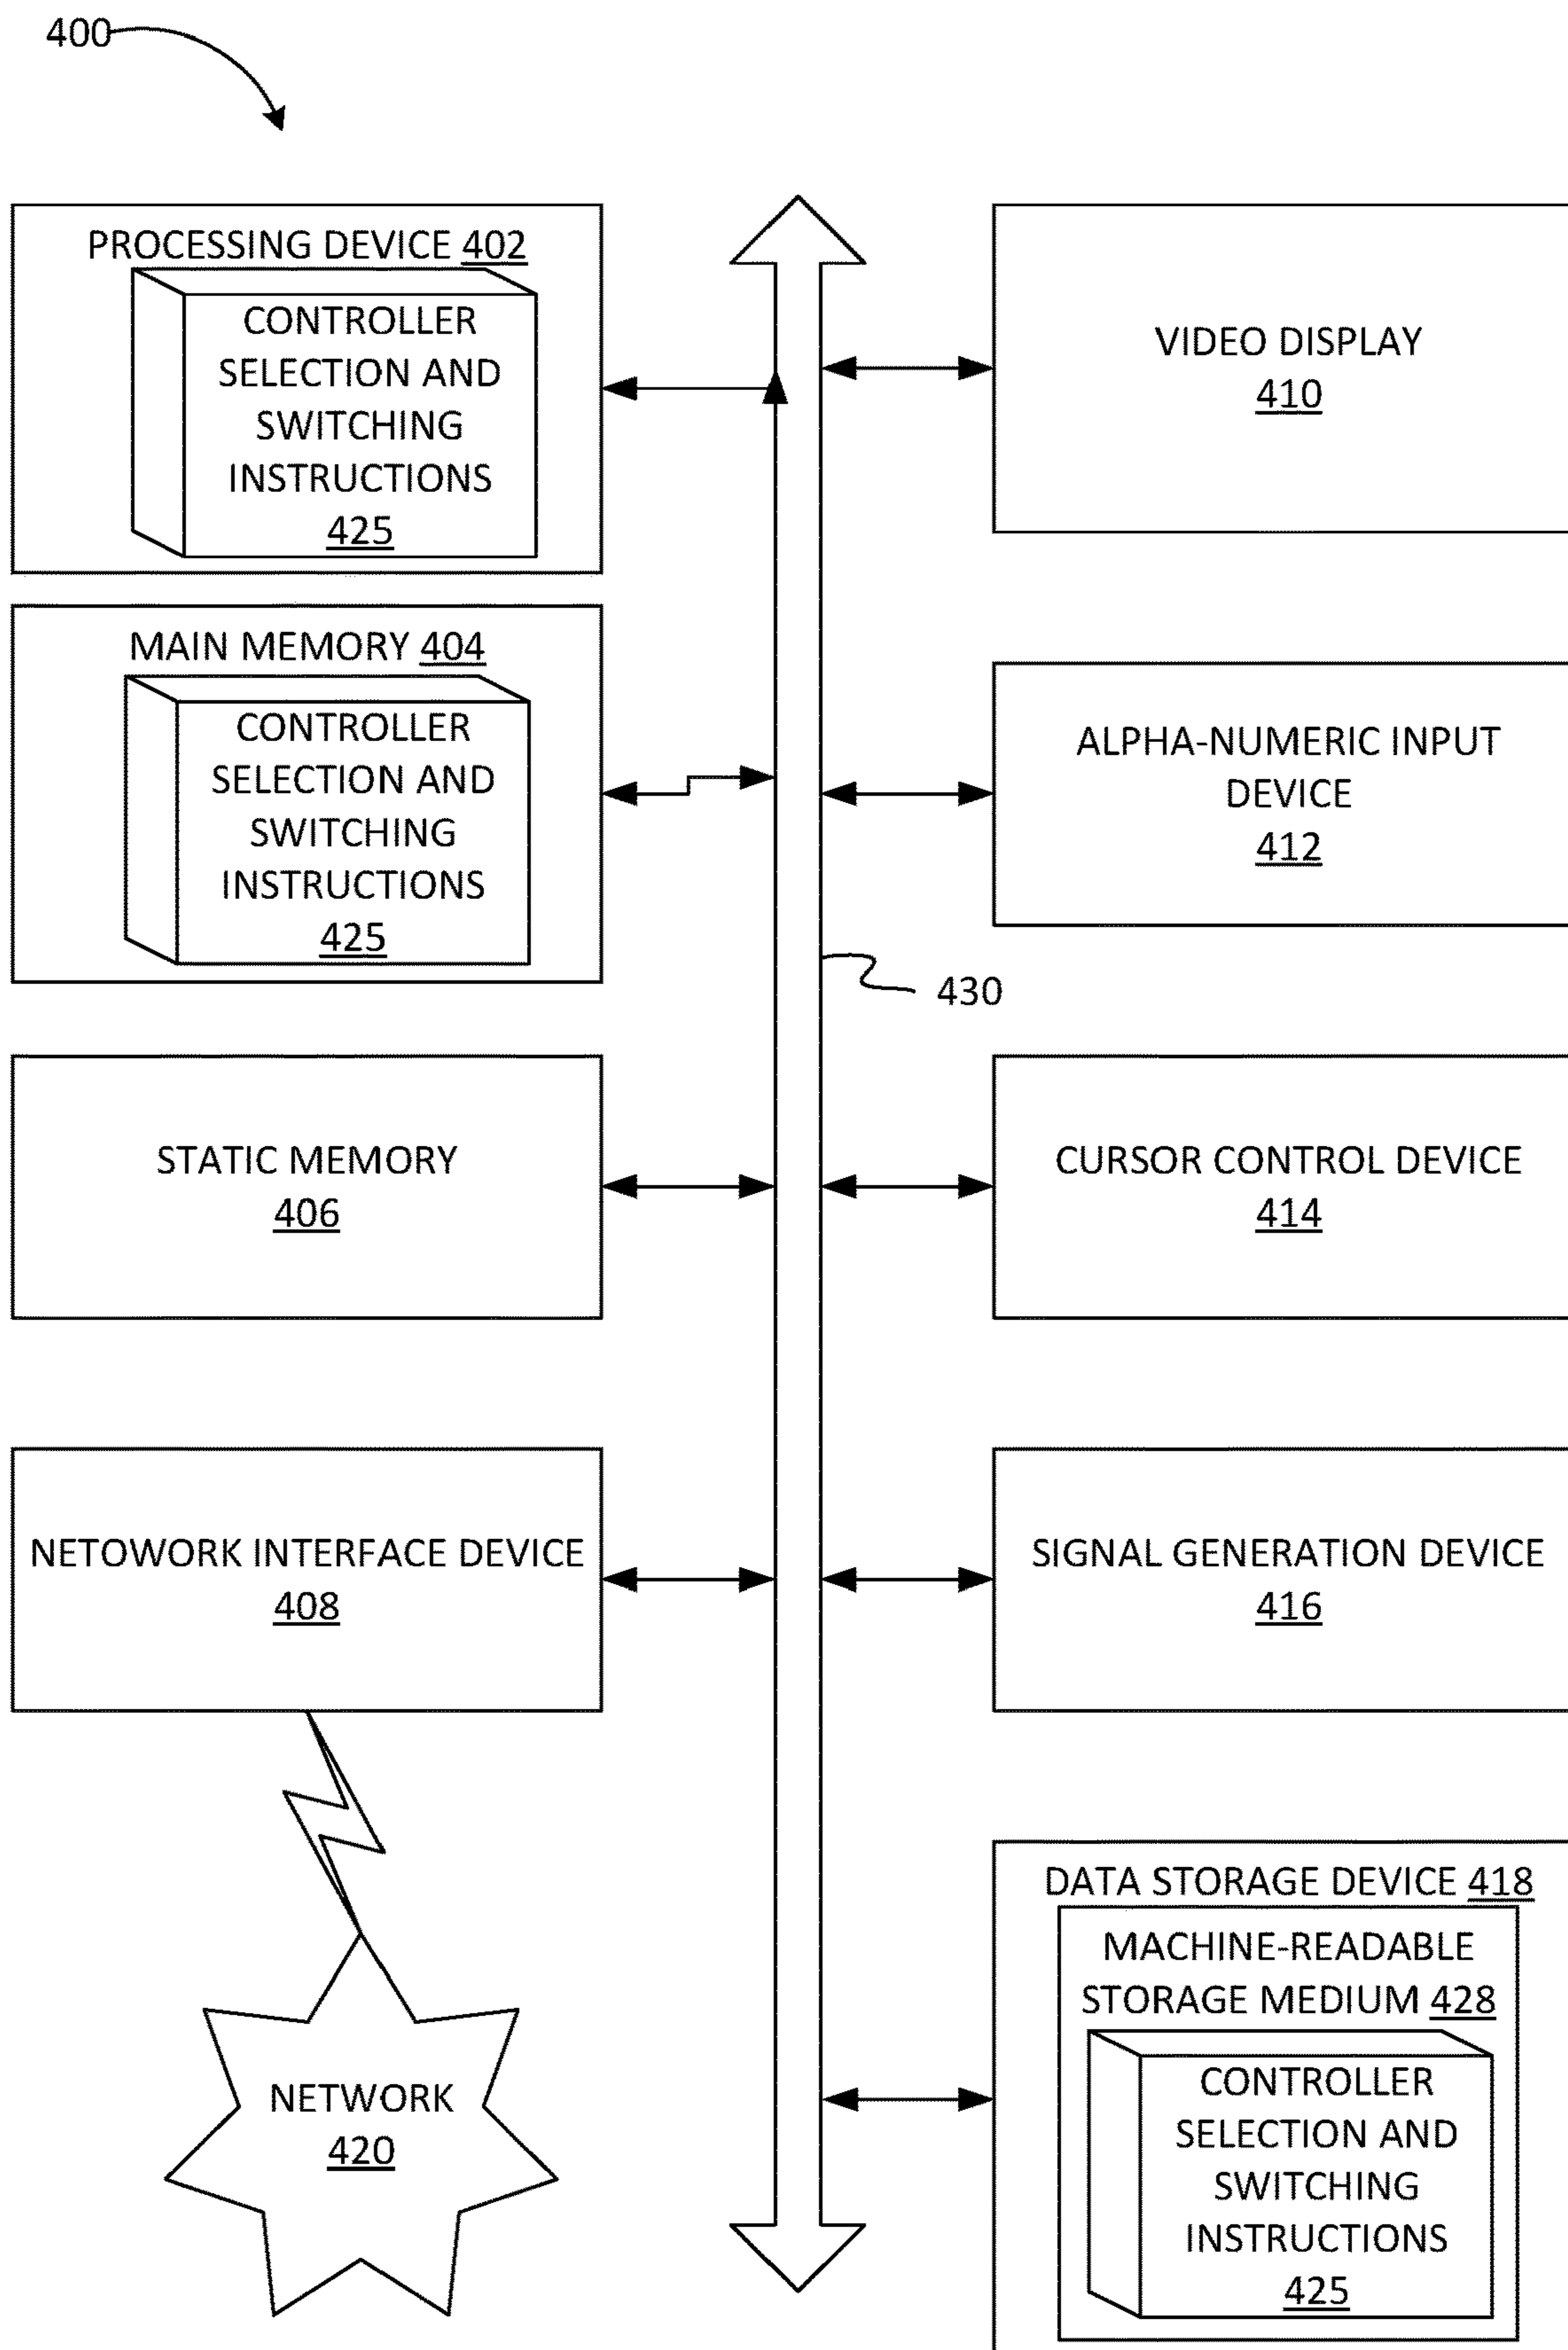 400
PROCESSING DEVICE 402
CONTROLLER
SELECTION AND
SWITCHING
INSTRUCTIONS
425
MAIN MEMORY 404
CONTROLLER
SELECTION AND
SWITCHING
INSTRUCTIONS
425
STATIC MEMORY
406
NETOWORK INTERFACE DEVICE
408
NETWORK
420
VIDEO DISPLAY
410
ALPHA-NUMERIC INPUT
DEVICE
412
430
CURSOR CONTROL DEVICE
414
SIGNAL GENERATION DEVICE
416
DATA STORAGE DEVICE 418
MACHINE-READABLE
STORAGE MEDIUM 428
CONTROLLER
SELECTION AND
SWITCHING
INSTRUCTIONS
425